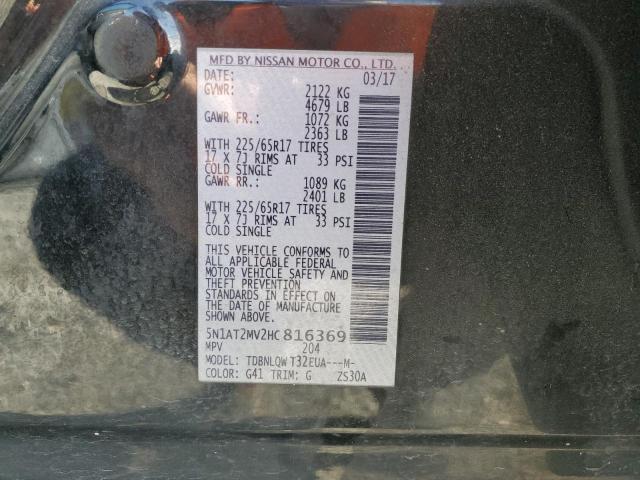 MFD BY NISSAN MOTOR CO., LTD.
DATE: 03/17
GVWR: 2122 KG
4679 LB
GAWR FR.: 1072 KG
2363 LB
WITH 225/65R17 TIRES
17 X 7J RIMS AT 33 PSI
COLD SINGLE
GAWR RR.: 1089 KG
2401 LB
WITH 225/65R17 TIRES
17 X 7J RIMS AT 33 PSI
COLD SINGLE
THIS VEHICLE CONFORMS TO
ALL APPLICABLE FEDERAL
MOTOR VEHICLE SAFETY AND
THEFT PREVENTION
STANDARDS IN EFFECT ON
THE DATE OF MANUFACTURE
SHOWN ABOVE.
5N1AT2MV2HC816369
MPV 204
MODEL: TDBNLQW T32EUA---M-
COLOR: G41 TRIM: G ZS30A